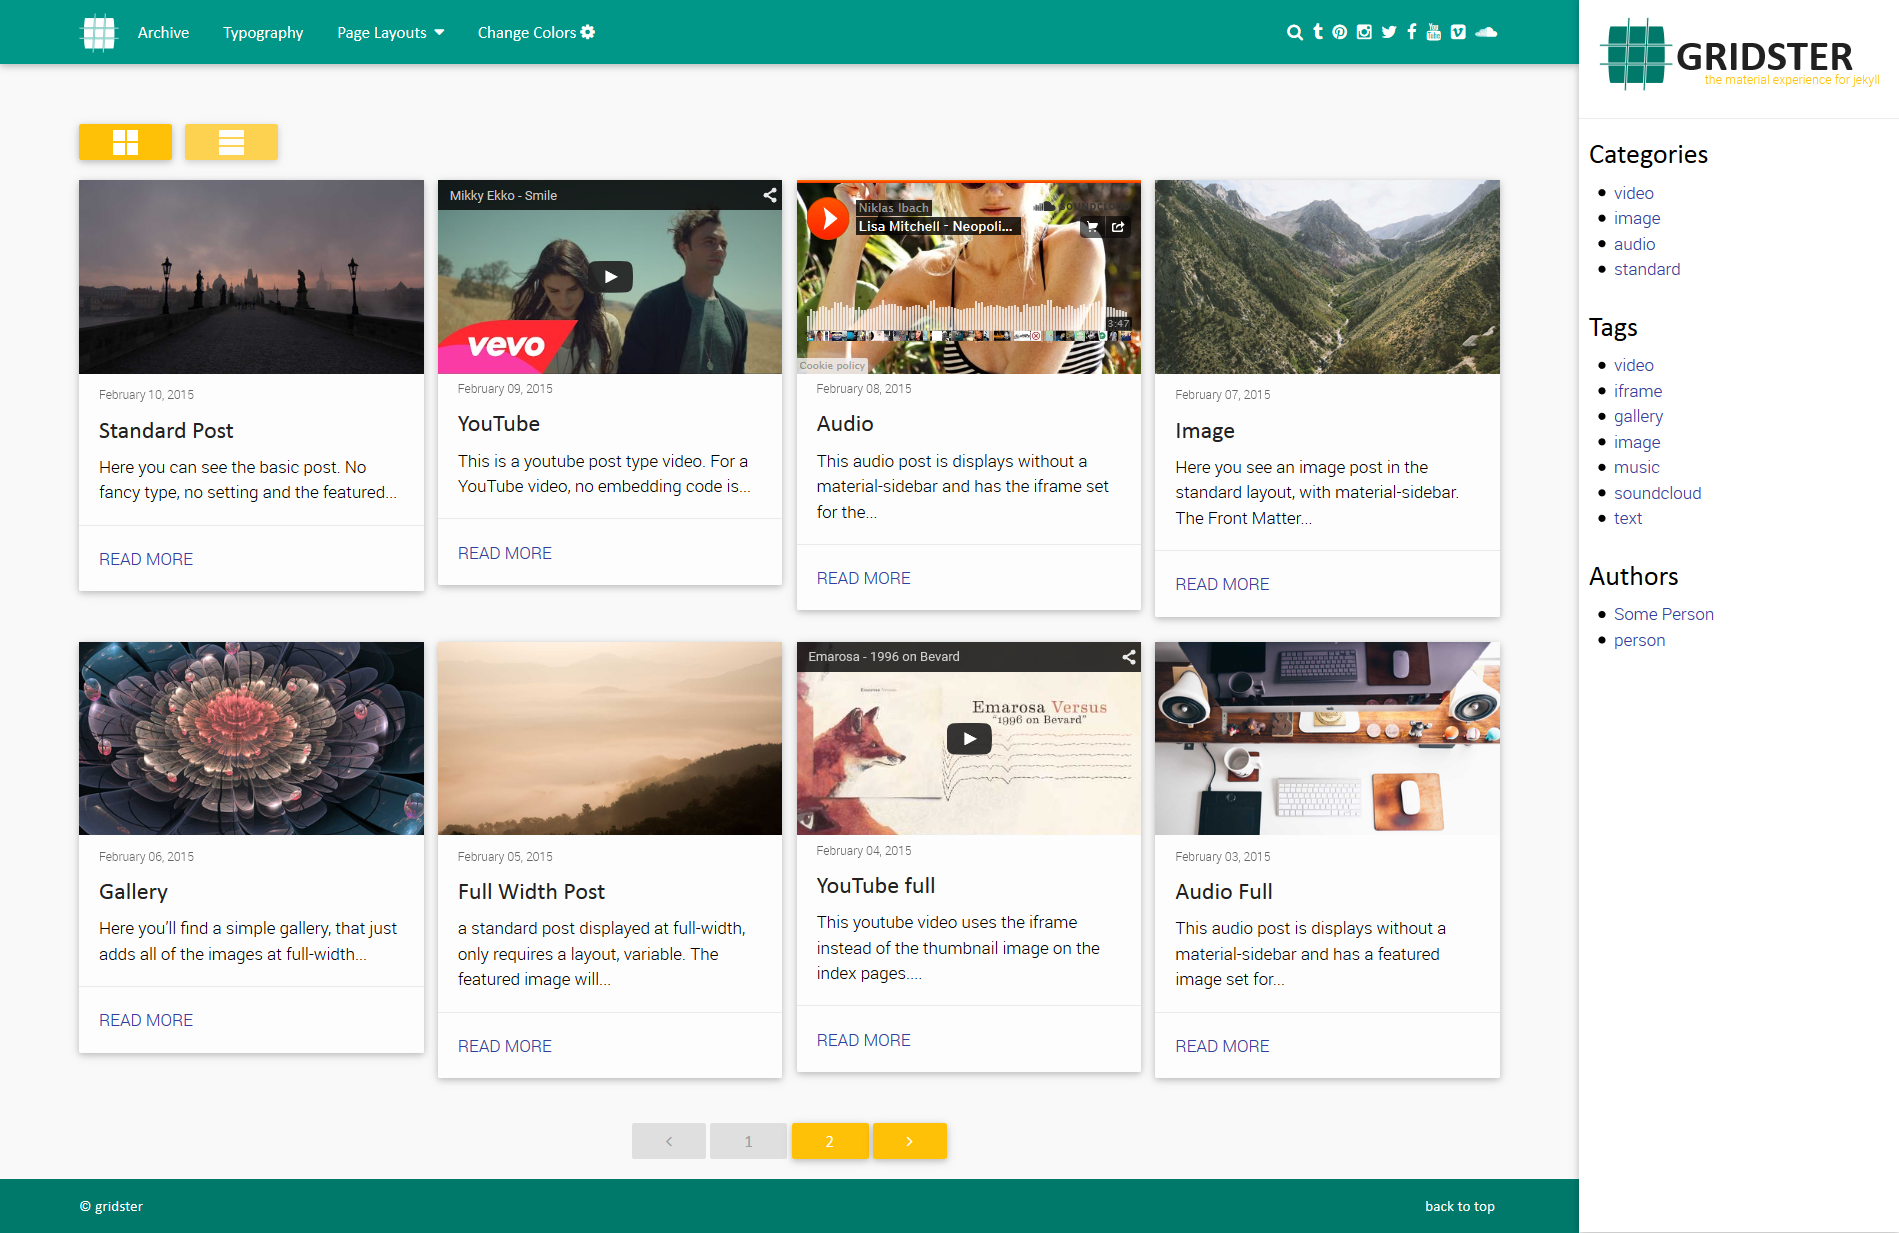 Archive Typography Page Layouts Change Colors
GRIDSTER
the material experience for jekyll
Mikky Ekko - Smile
vevo
Niklas Ibach
Lisa Mitchell - Neopoli...
3:47
Cookie policy
February 10, 2015
Standard Post
Here you can see the basic post. No
fancy type, no setting and the featured...
READ MORE
February 09, 2015
YouTube
This is a youtube post type video. For a
YouTube video, no embedding code is...
READ MORE
February 08, 2015
Audio
This audio post is displays without a
material-sidebar and has the iframe set
for the...
READ MORE
February 07, 2015
Image
Here you see an image post in the
standard layout, with material-sidebar.
The Front Matter...
READ MORE
February 06, 2015
Gallery
Here you’ll find a simple gallery, that just
adds all of the images at full-width...
READ MORE
February 05, 2015
Full Width Post
a standard post displayed at full-width,
only requires a layout, variable. The
featured image will...
READ MORE
Emarosa - 1996 on Bevard
Emarosa Versus
"1996 on Bevard"
February 04, 2015
YouTube full
This youtube video uses the iframe
instead of the thumbnail image on the
index pages....
READ MORE
February 03, 2015
Audio Full
This audio post is displays without a
material-sidebar and has a featured
image set for...
READ MORE
< 1 2 >
© gridster
back to top
Categories
video
image
audio
standard
Tags
video
iframe
gallery
image
music
soundcloud
text
Authors
Some Person
person